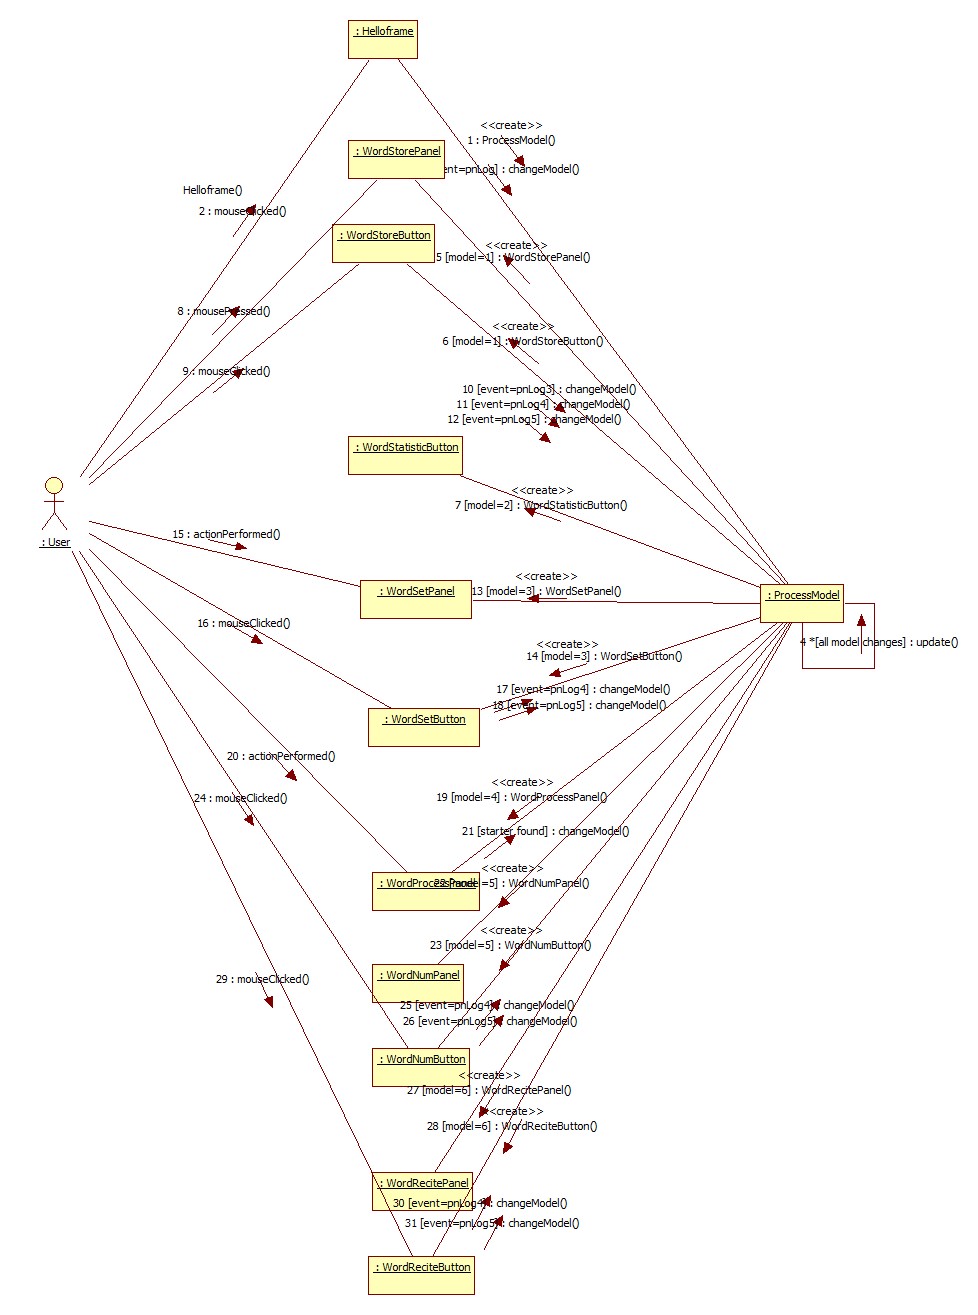 : Helloframe
<<create>>
1 : ProcessModel()
: WordStorePanel
ent=pnLog] : changeModel()
Helloframe()
2 : mouseClicked()
: WordStoreButton
<<create>>
5 [model=1] : WordStorePanel()
8 : mousePressed()
<<create>>
6 [model=1] : WordStoreButton()
9 : mouseClicked()
10 [event=pnLog3] : changeModel()
11 [event=pnLog4] : changeModel()
12 [event=pnLog5] : changeModel()
: WordStatisticButton
<<create>>
7 [model=2] : WordStatisticButton()
: User
15 : actionPerformed()
<<create>>
: WordSetPanel
13 [model=3] : WordSetPanel()
: ProcessModel
16 : mouseClicked()
4 *[all model changes] : update()
<<create>>
14 [model=3] : WordSetButton()
17 [event=pnLog4] : changeModel()
18 [event=pnLog5] : changeModel()
: WordSetButton
20 : actionPerformed()
<<create>>
19 [model=4] : WordProcessPanel()
24 : mouseClicked()
21 [starter found] : changeModel()
<<create>>
: WordProcessPanel
22 [model=5] : WordNumPanel()
<<create>>
23 [model=5] : WordNumButton()
: WordNumPanel
29 : mouseClicked()
25 [event=pnLog4] : changeModel()
26 [event=pnLog5] : changeModel()
: WordNumButton
<<create>>
27 [model=6] : WordRecitePanel()
<<create>>
28 [model=6] : WordReciteButton()
: WordRecitePanel
30 [event=pnLog4] : changeModel()
31 [event=pnLog5] : changeModel()
: WordReciteButton